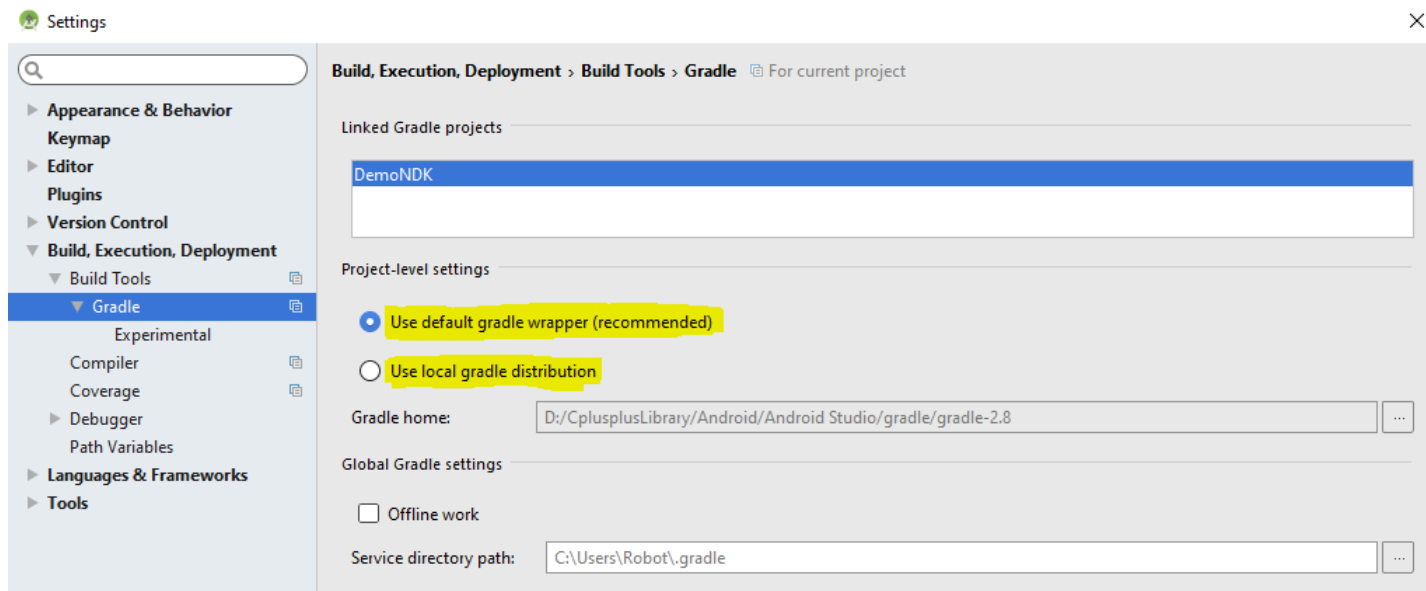 Settings
Build, Execution, Deployment › Build Tools › Gradle For current project
Appearance & Behavior
Keymap
Editor
Plugins
Version Control
Build, Execution, Deployment
Build Tools
Gradle
Experimental
Compiler
Coverage
Debugger
Path Variables
Languages & Frameworks
Tools
Linked Gradle projects
DemoNDK
Project-level settings
Use default gradle wrapper (recommended)
Use local gradle distribution
Gradle home: D:/CplusplusLibrary/Android/Android Studio/gradle/gradle-2.8 ...
Global Gradle settings
Offline work
Service directory path: C:\Users\Robot\.gradle ...